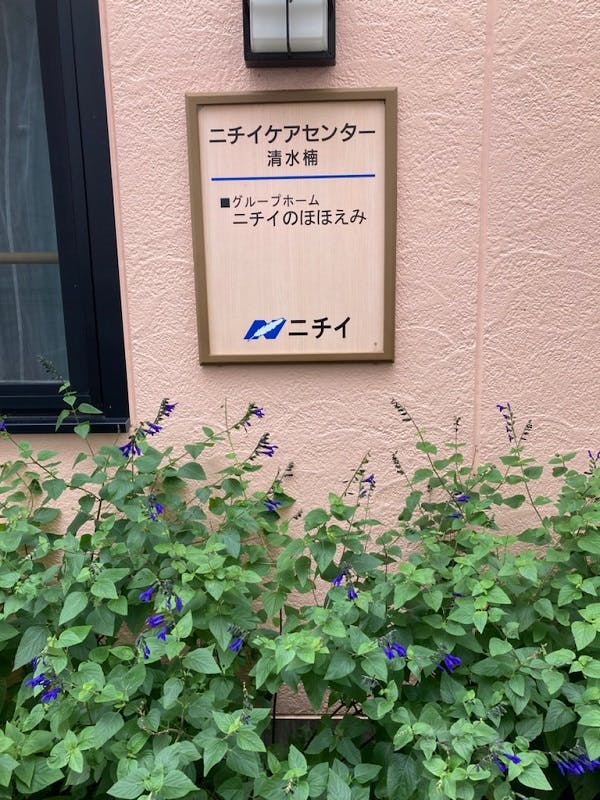 ニチイケアセンター
清水楠
■グループホーム
ニチイのほほえみ
ニチイ